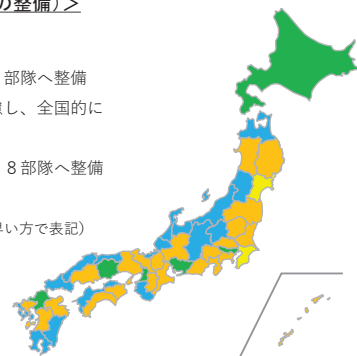 の整備）＞
部隊へ整備
し、全国的に
８部隊へ整備
い方で表記）